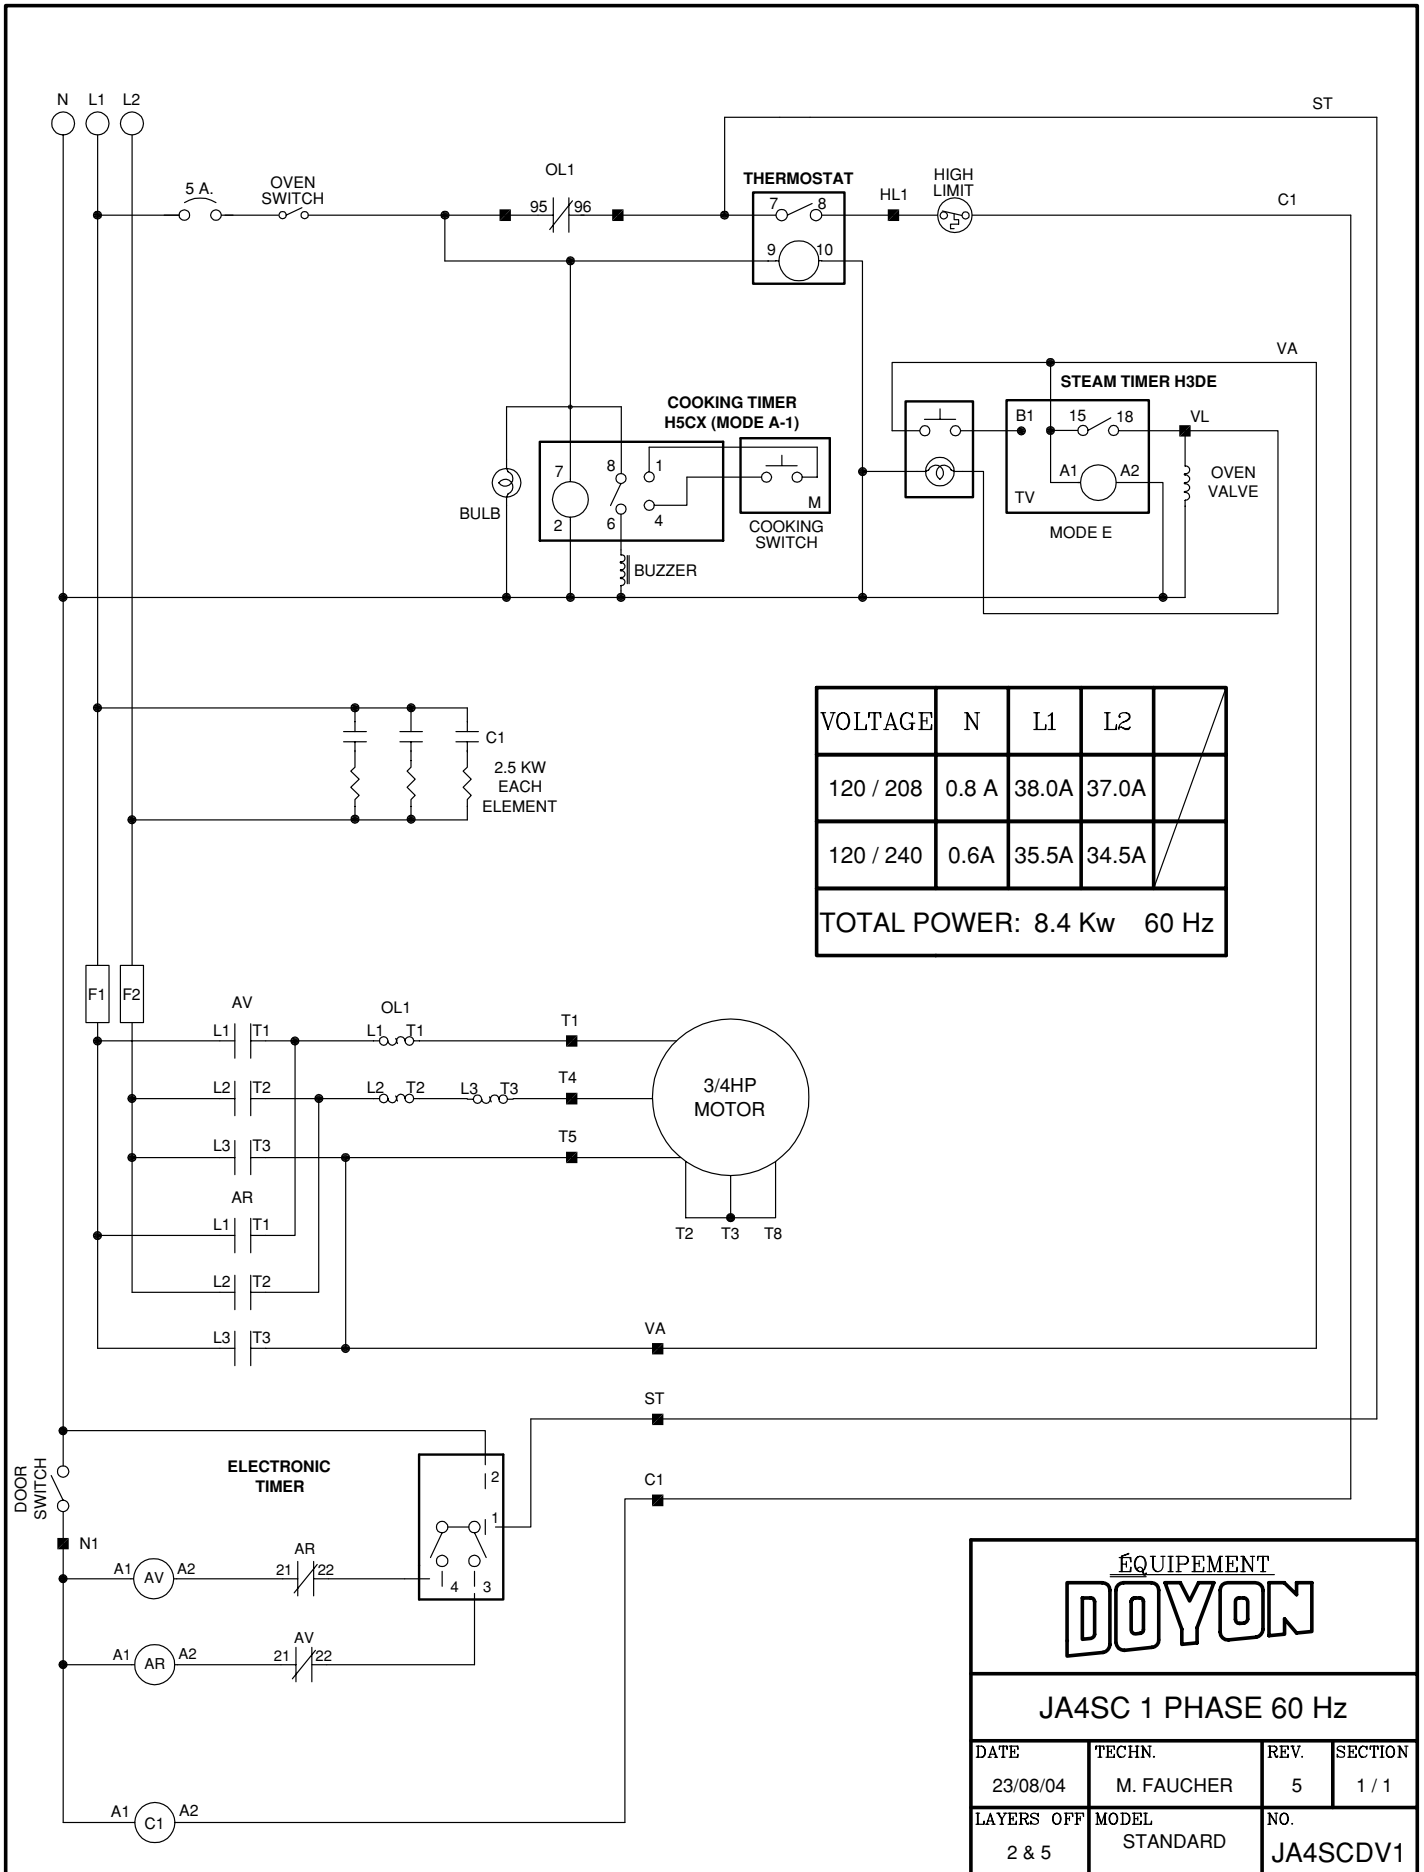 N L1 L2
ST
5 A.
OVEN
SWITCH
OL1
95 96
THERMOSTAT
7 8
9 10
HL1
HIGH
LIMIT
C1
VA
STEAM TIMER H3DE
B1 15 18
VL
A1 A2
TV
MODE E
OVEN
VALVE
COOKING TIMER
H5CX (MODE A-1)
7 8 1
2 6 4
M
COOKING
SWITCH
BULB
BUZZER
C1
2.5 KW
EACH
ELEMENT
VOLTAGE N L1 L2
120 / 208 0.8 A 38.0A 37.0A
120 / 240 0.6A 35.5A 34.5A
TOTAL POWER: 8.4 Kw 60 Hz
F1 F2
AV
L1 T1
L2 T2
L3 T3
OL1
L1 T1
L2 T2 L3 T3
T1
T4
T5
3/4HP
MOTOR
T2 T3 T8
AR
L1 T1
L2 T2
L3 T3
VA
ST
C1
DOOR
SWITCH
N1
ELECTRONIC
TIMER
2
1
4 3
A1 AV A2
AR
21 22
A1 AR A2
AV
21 22
A1 C1 A2
ÉQUIPEMENT
DOYON
JA4SC 1 PHASE 60 Hz
DATE TECHN. REV. SECTION
23/08/04 M. FAUCHER 5 1 / 1
LAYERS OFF MODEL NO.
2 & 5 STANDARD JA4SCDV1